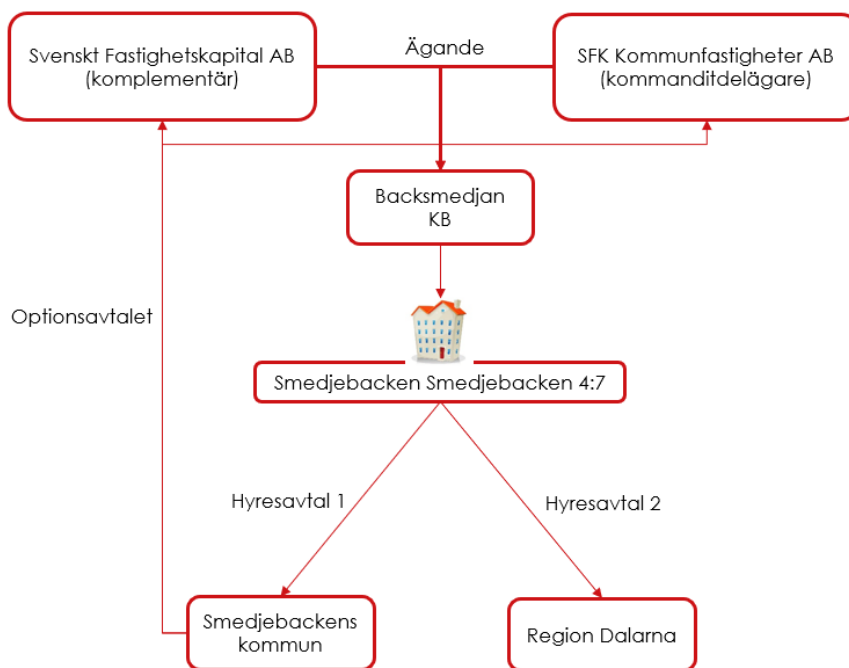 Svenskt Fastighetskapital AB
(komplementär)
Ägande
SFK Kommunfastigheter AB
(kommanditdelägare)
Backsmedjan
KB
Optionsavtalet
Smedjebacken Smedjebacken 4:7
Hyresavtal 1
Hyresavtal 2
Smedjebackens
kommun
Region Dalarna